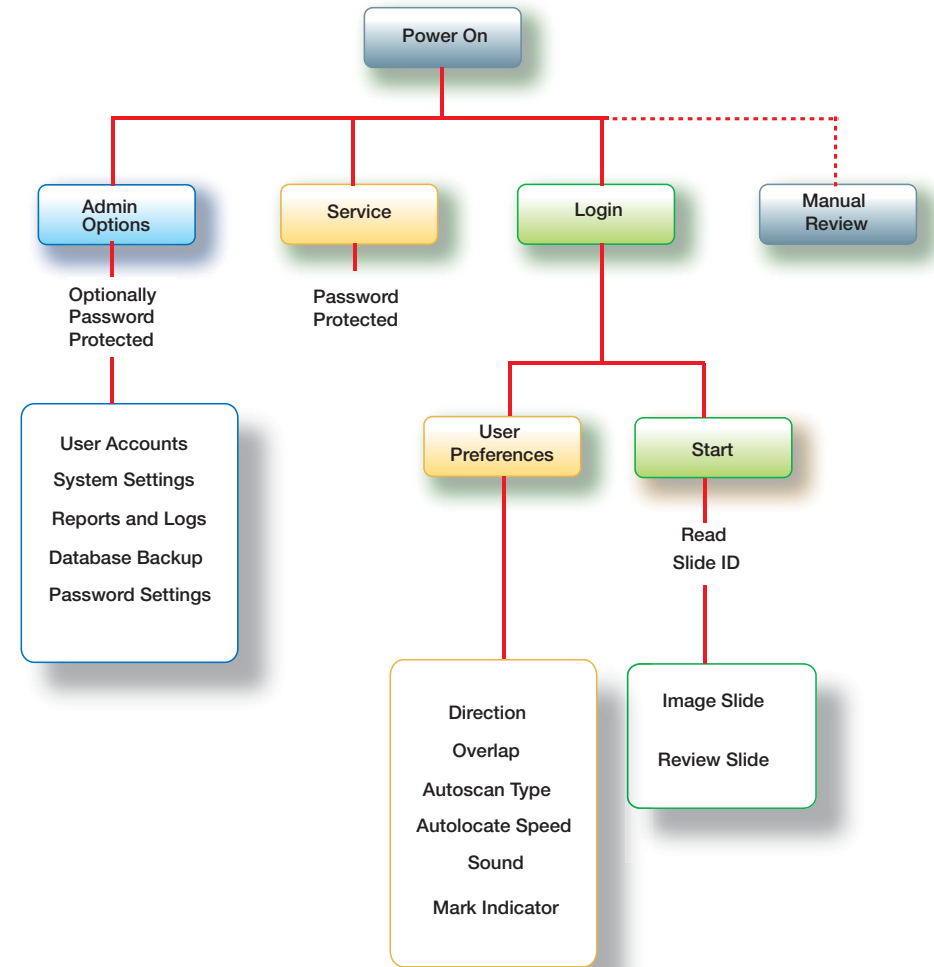 Power On
Admin
Options
Service
Login
Manual
Review
Optionally
Password
Protected
Password
Protected
User Accounts
System Settings
Reports and Logs
Database Backup
Password Settings
User
Preferences
Start
Read
Slide ID
Direction
Overlap
Autoscan Type
Autolocate Speed
Sound
Mark Indicator
Image Slide
Review Slide